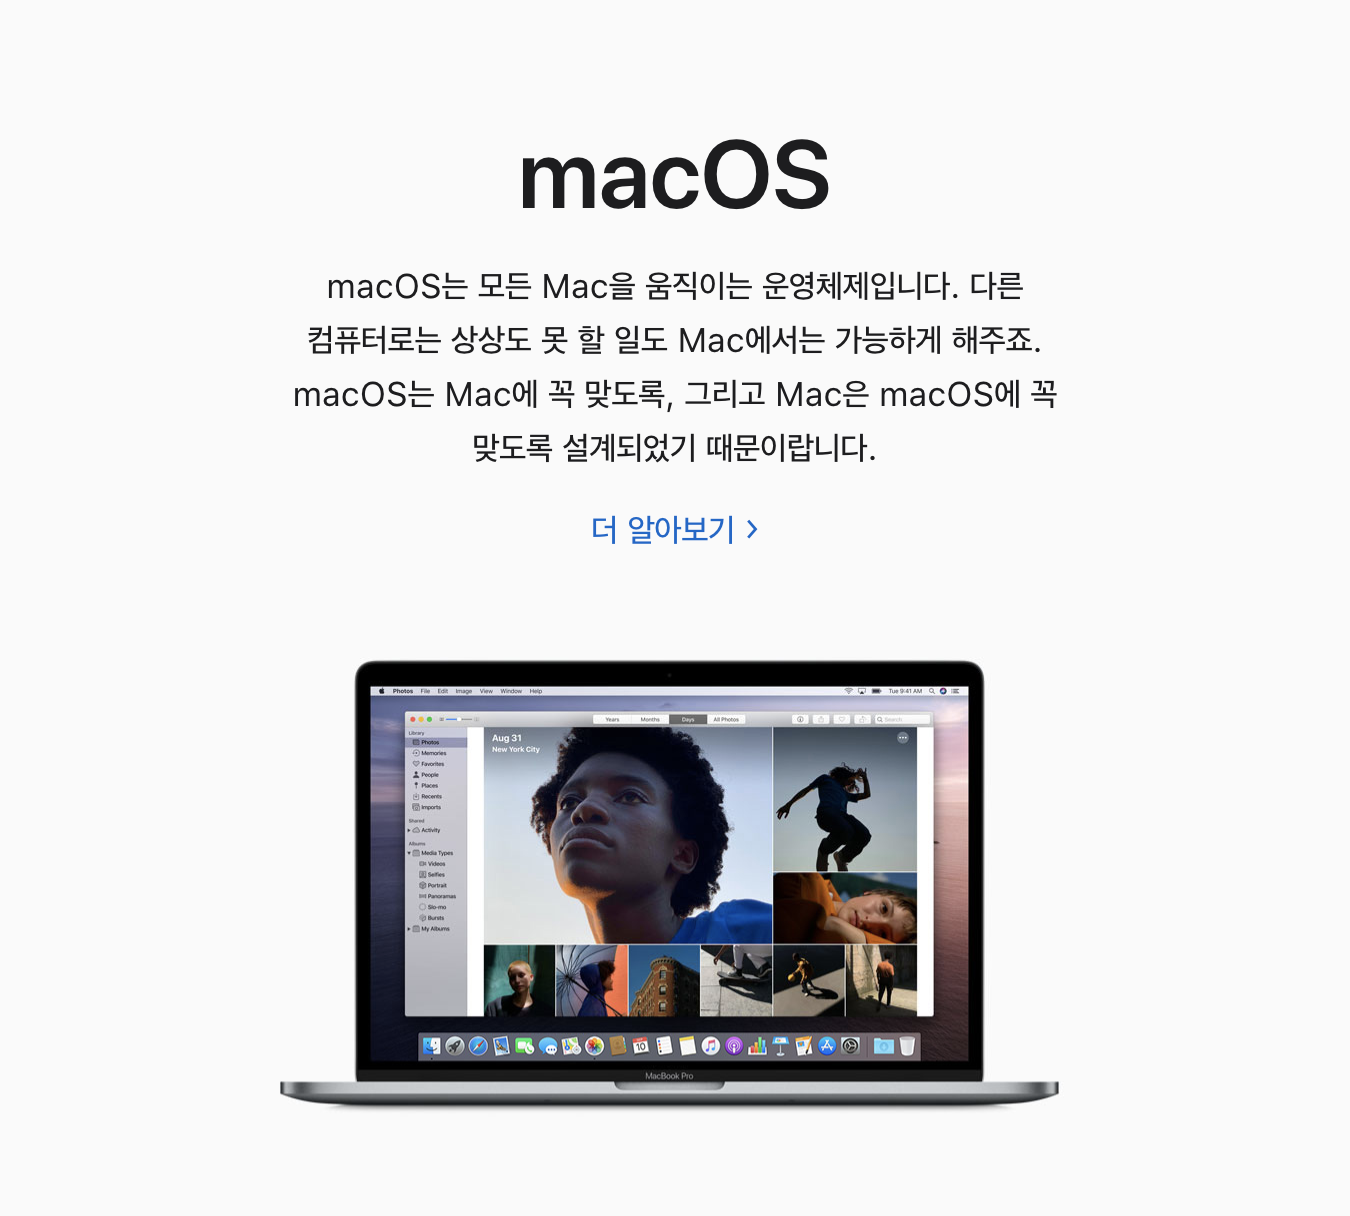 macOS
macOS는 모든 Mac을 움직이는 운영체제입니다. 다른
컴퓨터로는 상상도 못 할 일도 Mac에서는 가능하게 해주죠.
macOS는 Mac에 꼭 맞도록, 그리고 Mac은 macOS에 꼭
맞도록 설계되었기 때문이랍니다.
더 알아보기 >
Photos File Edit Image View Window Help Tue 9:41 AM
Years Months Days All Photos Search
Library
Photos
Memories
Favorites
People
Places
Recents
Imports
Shared
Activity
Albums
Media Types
Videos
Selfies
Portrait
Panoramas
Slo-mo
Bursts
My Albums
Aug 31
New York City
10
MacBook Pro